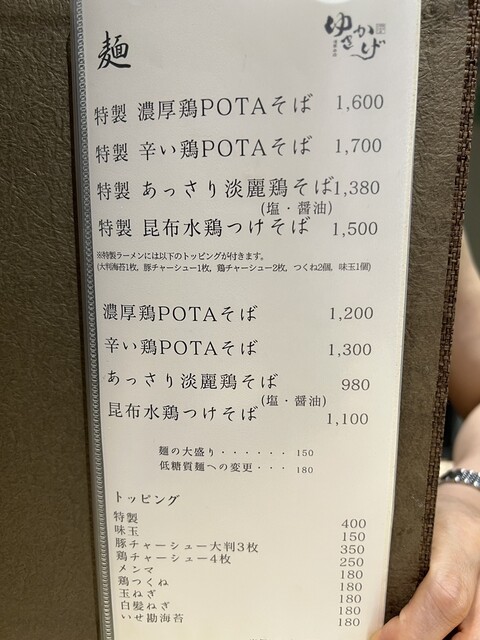 ゆきかげ
麺
特製 濃厚鶏POTAそば 1,600
特製 辛い鶏POTAそば 1,700
特製 あっさり淡麗鶏そば 1,380
(塩・醤油)
特製 昆布水鶏つけそば 1,500
※特製ラーメンには以下のトッピングが付きます。
(大判海苔1枚, 豚チャーシュー1枚, 鶏チャーシュー2枚, つくね2個, 味玉1個)
濃厚鶏POTAそば 1,200
辛い鶏POTAそば 1,300
あっさり淡麗鶏そば 980
(塩・醤油)
昆布水鶏つけそば 1,100
麺の大盛り・・・・・・ 150
低糖質麺への変更・・・ 180
トッピング
特製 400
味玉 150
豚チャーシュー大判3枚 350
鶏チャーシュー4枚 250
メンマ 180
鶏つくね 180
玉ねぎ 180
白髪ねぎ 180
いせ勘海苔 180